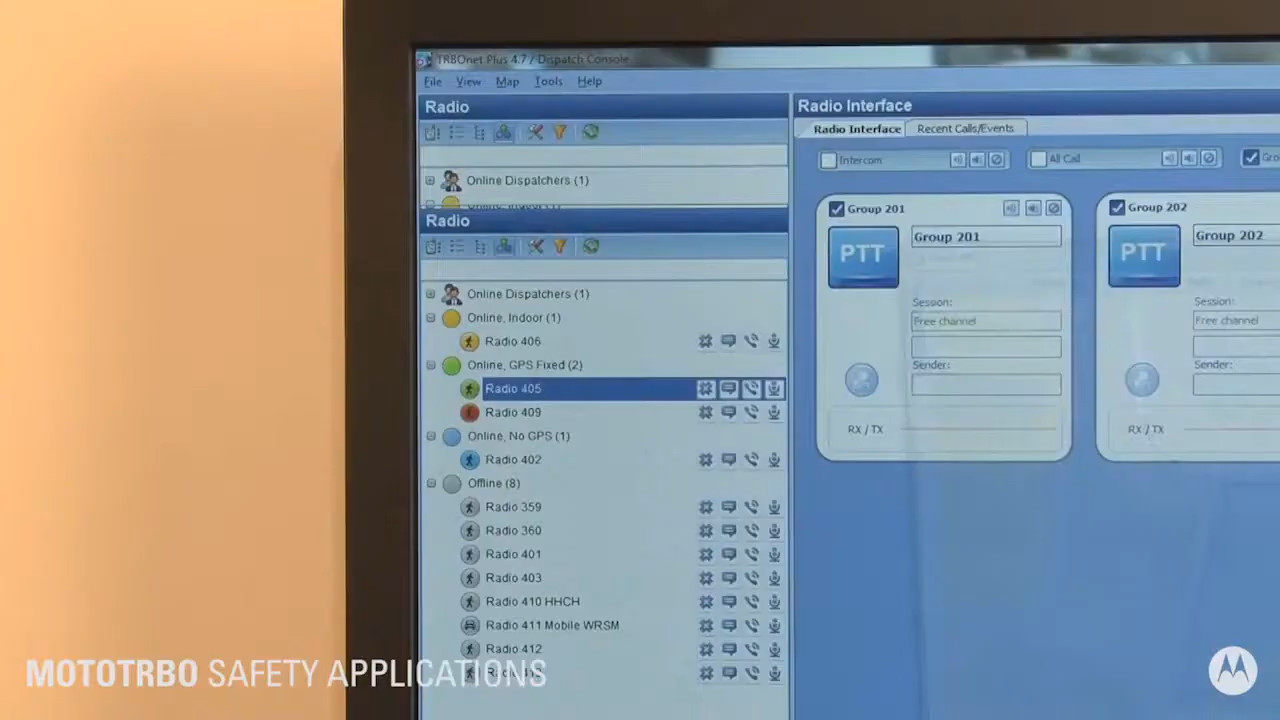 TRBOnet Plus 4.7 / Dispatch Console
File View Map Tools Help
Radio
Online Dispatchers (1)
Online, Indoor (1)
Radio
Online Dispatchers (1)
Online, Indoor (1)
Radio 406
Online, GPS Fixed (2)
Radio 405
Radio 409
Online, No GPS (1)
Radio 402
Offline (8)
Radio 359
Radio 360
Radio 401
Radio 403
Radio 410 HHCH
Radio 411 Mobile WRSM
Radio 412
Radio Interface
Radio Interface Recent Calls/Events
Intercom All Call
Group 201
PTT
Group 201
Session:
Free channel
Sender:
RX / TX
Group 202
PTT
Group 202
Session:
Free channel
Sender:
RX / TX
MOTOTRBO SAFETY APPLICATIONS